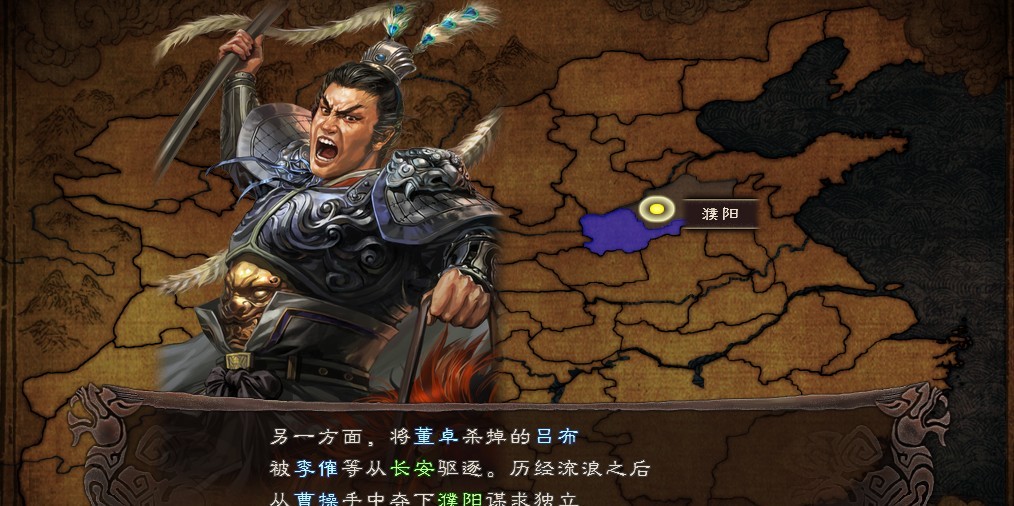 濮阳
另一方面，将董卓杀掉的吕布
被李傕等从长安驱逐。历经流浪之后
从曹操手中夺下濮阳谋求独立